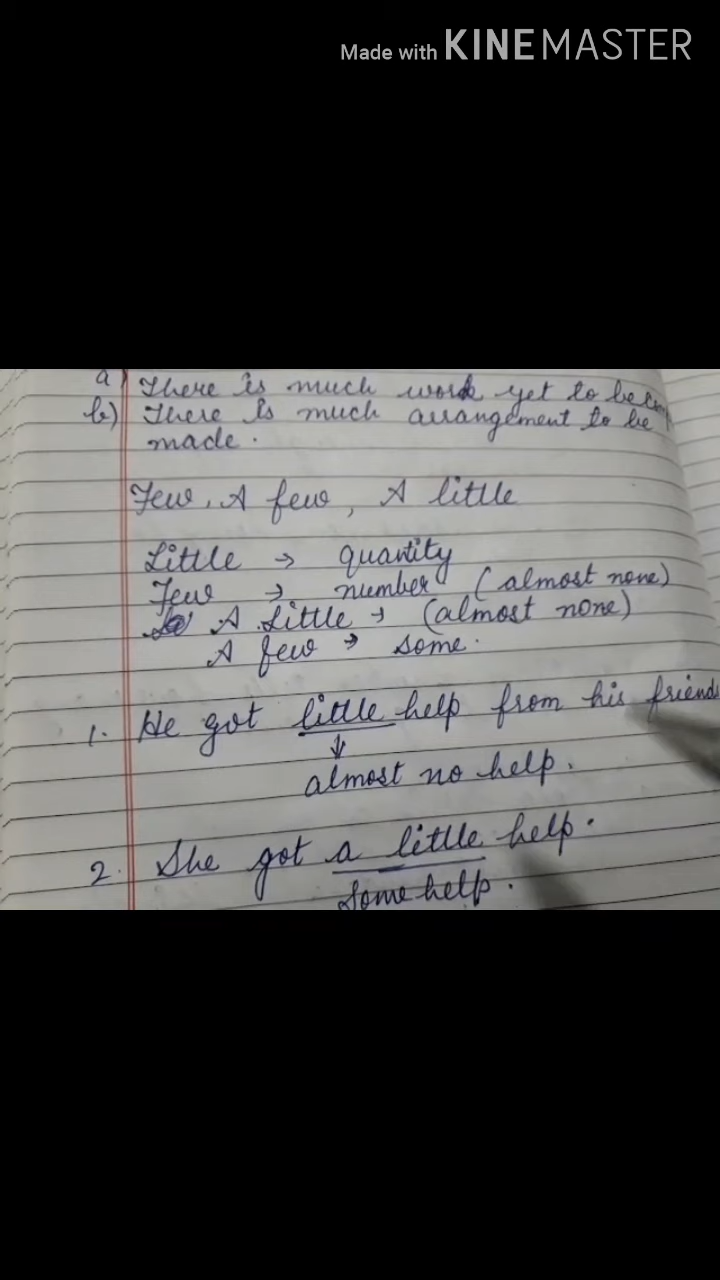 Made with KINEMASTER
a) There is much work yet to be
b) There is much arrangement to be
made.
Few, A few, A little
Little → quantity
Few → number (almost none)
A Little → (almost none)
A few → some.
1. He got little help from his friends
↓
almost no help.
2. She got a little help.
some help.